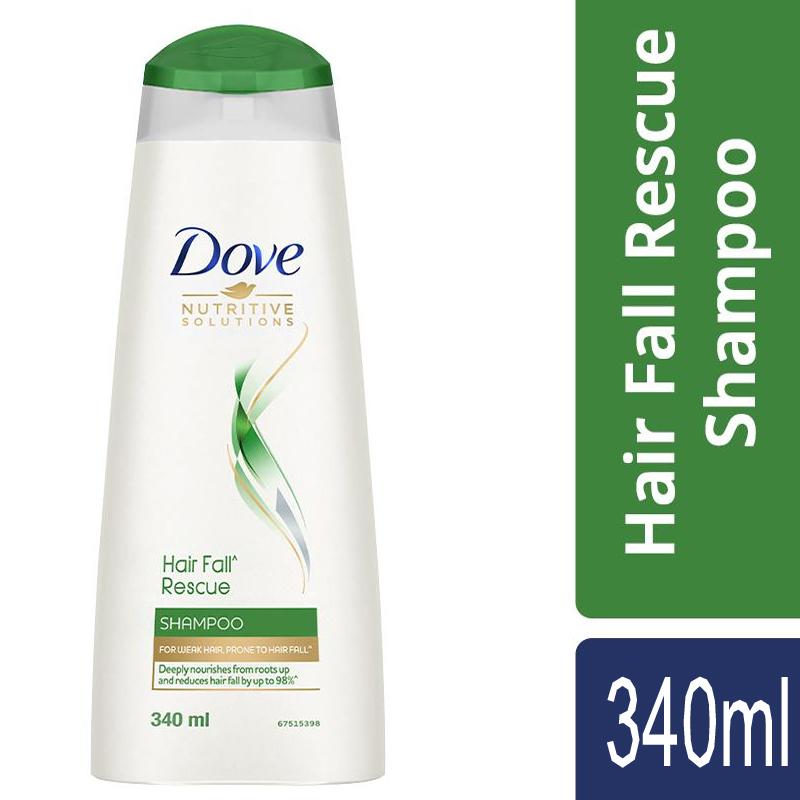 Dove
NUTRITIVE
SOLUTIONS
Hair Fall^
Rescue
SHAMPOO
FOR WEAK HAIR, PRONE TO HAIR FALL^
Deeply nourishes from roots up
and reduces hair fall by up to 98%^
340 ml
67515398
Hair Fall Rescue
Shampoo
340ml